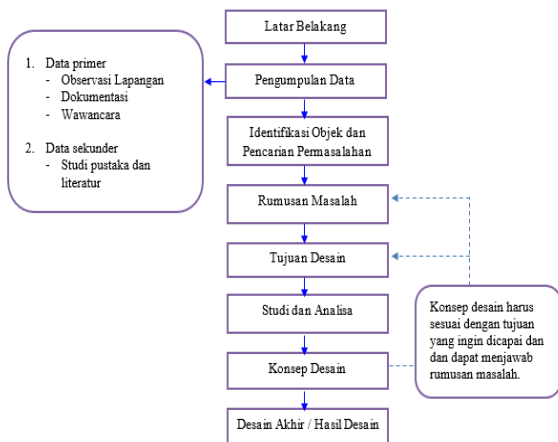 Latar Belakang
1. Data primer
- Observasi Lapangan
- Dokumentasi
- Wawancara
2. Data sekunder
- Studi pustaka dan
literatur
Pengumpulan Data
Identifikasi Objek dan
Pencarian Permasalahan
Rumusan Masalah
Tujuan Desain
Studi dan Analisa
Konsep Desain
Konsep desain harus
sesuai dengan tujuan
yang ingin dicapai dan
dan dapat menjawab
rumusan masalah.
Desain Akhir / Hasil Desain